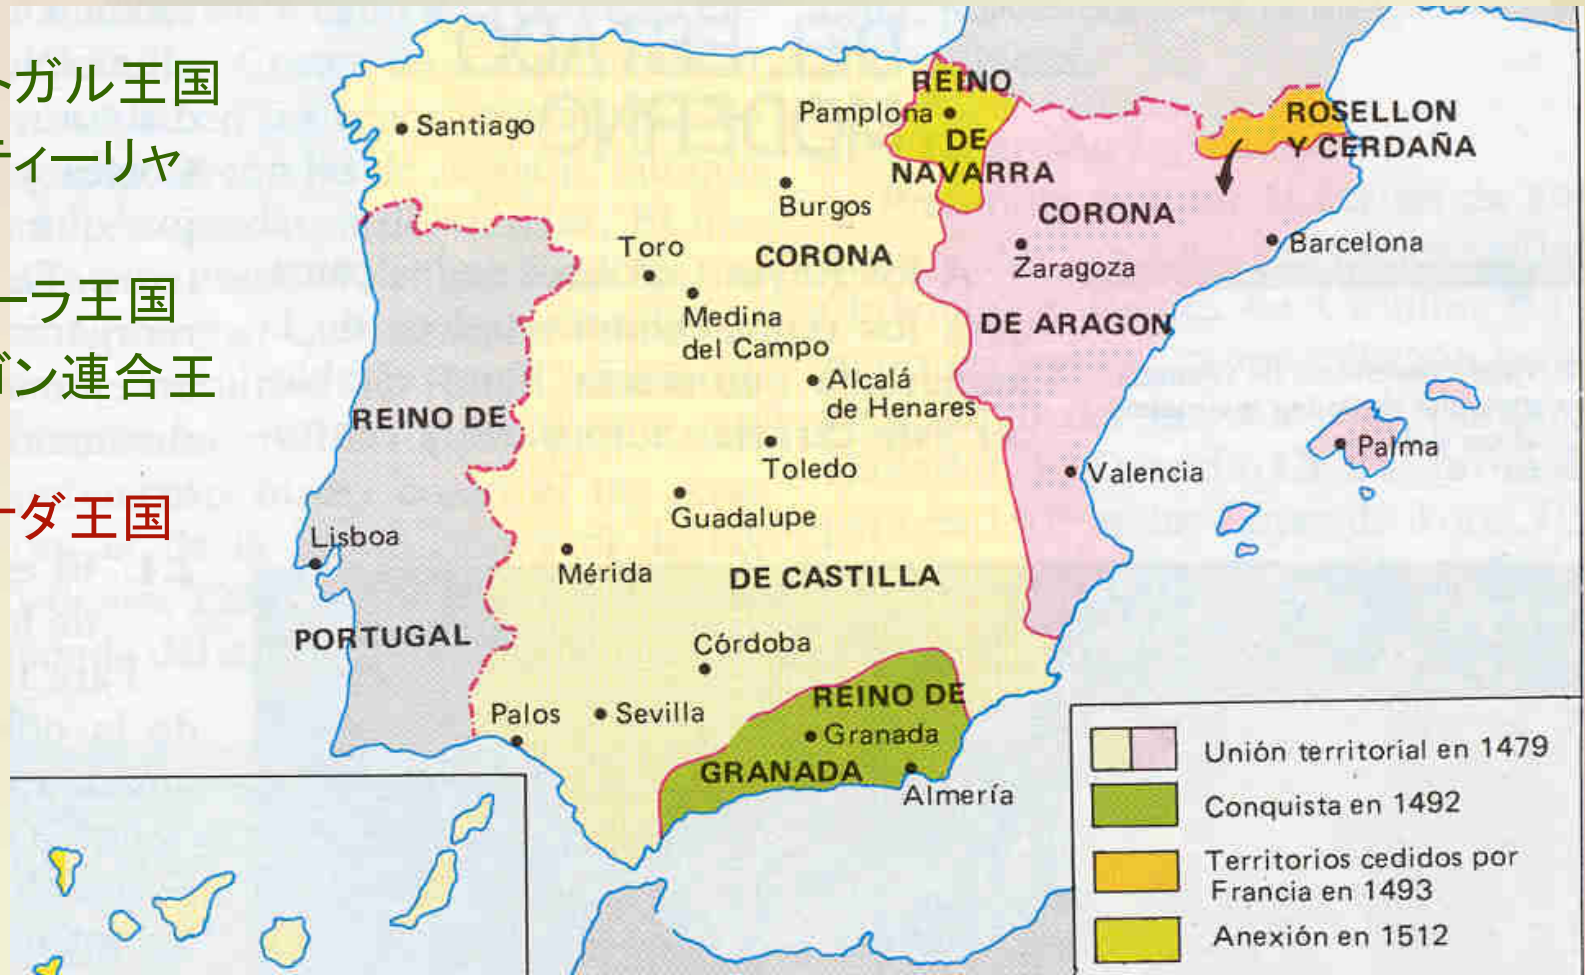 トガル王国
ティーリャ
ーラ王国
ゴン連合王
ーダ王国
Santiago
REINO
Pamplona
DE
NAVARRA
ROSELLON
Y CERDAÑA
Burgos
Toro
CORONA
CORONA
Zaragoza
Barcelona
Medina
del Campo
DE ARAGON
Alcalá
de Henares
REINO DE
Toledo
Valencia
Palma
Guadalupe
Lisboa
Mérida
DE CASTILLA
PORTUGAL
Córdoba
Palos
Sevilla
REINO DE
Granada
GRANADA
Almería
Unión territorial en 1479
Conquista en 1492
Territorios cedidos por
Francia en 1493
Anexión en 1512